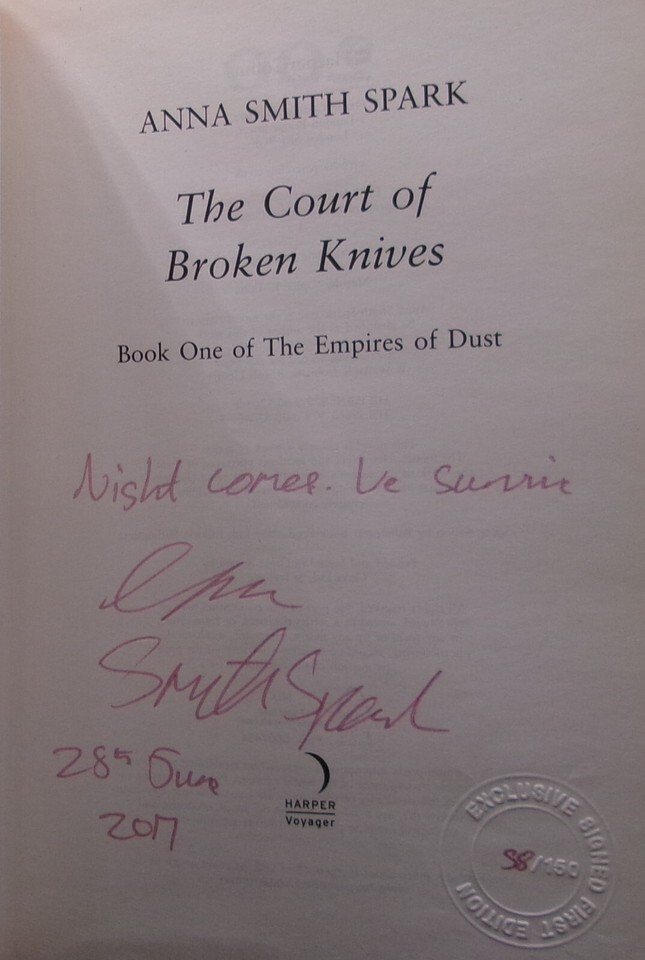 ANNA SMITH SPARK
The Court of
Broken Knives
Book One of The Empires of Dust
Night comes. We survive
Anna
Smith Spark
28th June
2017
HARPER
Voyager
EXCLUSIVE SIGNED FIRST EDITION
58/150